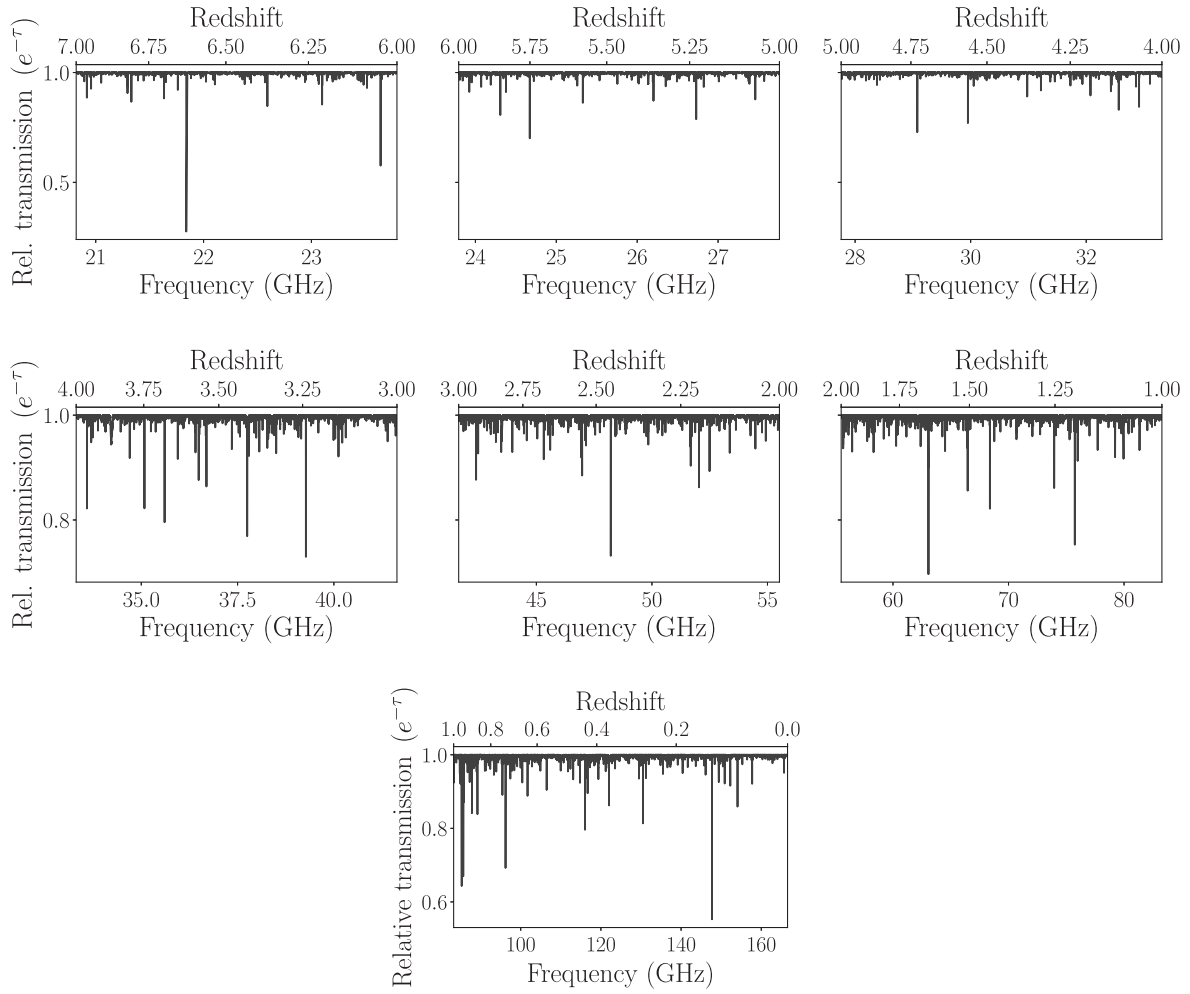 Redshift Redshift Redshift
7.00 6.75 6.50 6.25 6.00 6.00 5.75 5.50 5.25 5.00 5.00 4.75 4.50 4.25 4.00
Rel. transmission (e^{-τ})
1.0
0.5
21 22 23 24 25 26 27 28 30 32
Frequency (GHz) Frequency (GHz) Frequency (GHz)
Redshift Redshift Redshift
4.00 3.75 3.50 3.25 3.00 3.00 2.75 2.50 2.25 2.00 2.00 1.75 1.50 1.25 1.00
Rel. transmission (e^{-τ})
1.0
0.8
35.0 37.5 40.0 45 50 55 60 70 80
Frequency (GHz) Frequency (GHz) Frequency (GHz)
Redshift
1.0 0.8 0.6 0.4 0.2 0.0
Relative transmission (e^{-τ})
1.0
0.8
0.6
100 120 140 160
Frequency (GHz)